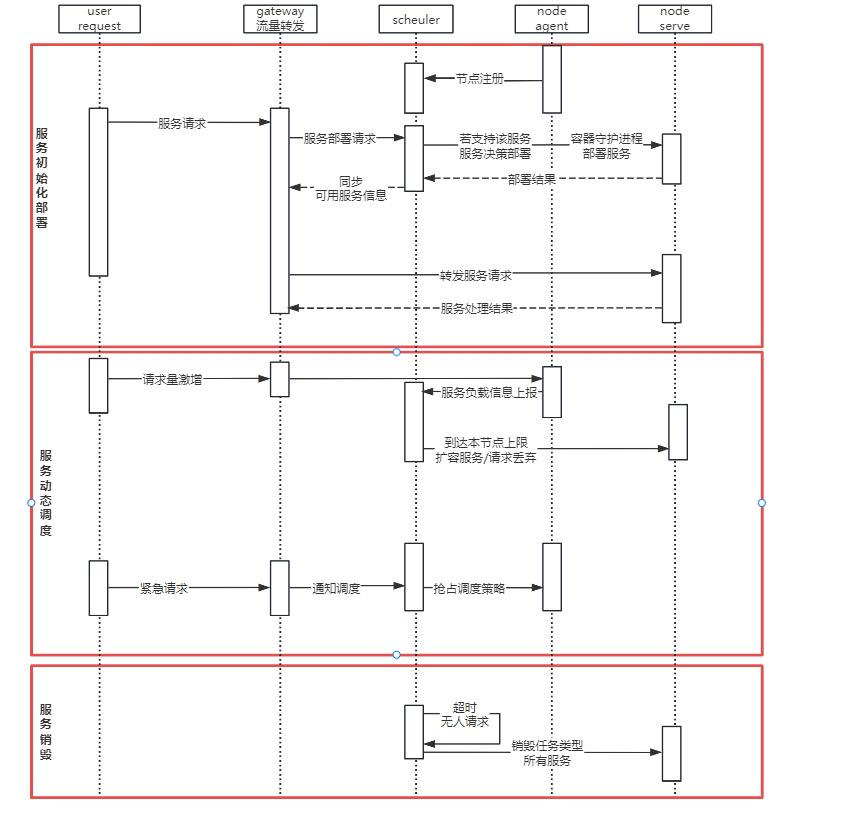 user
request
gateway
流量转发
scheuler
node
agent
node
serve
服务初始化部署
节点注册
服务请求
服务部署请求
若支持该服务
服务决策部署
容器守护进程
部署服务
部署结果
同步
可用服务信息
转发服务请求
服务处理结果
服务动态调度
请求量激增
服务负载信息上报
到达本节点上限
扩容服务/请求丢弃
紧急请求
通知调度
抢占调度策略
服务销毁
超时
无人请求
销毁任务类型
所有服务